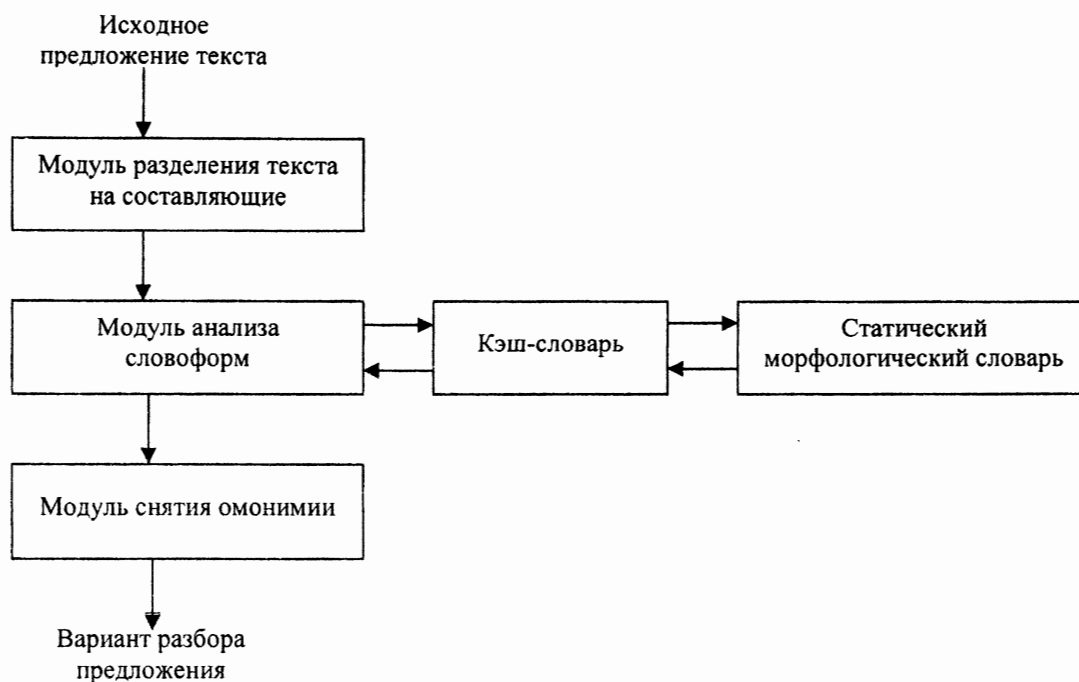 Исходное
предложение текста
Модуль разделения текста
на составляющие
Модуль анализа
словоформ
Кэш-словарь
Статический
морфологический словарь
Модуль снятия омонимии
Вариант разбора
предложения